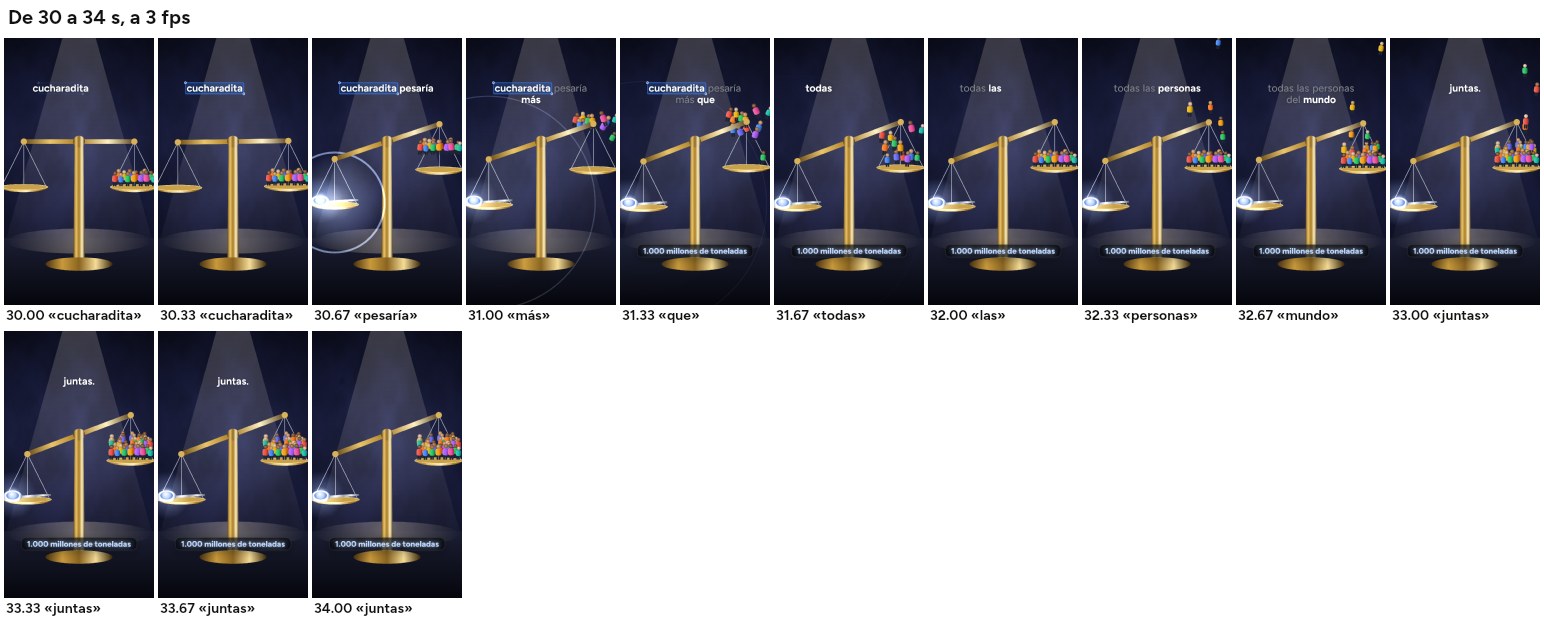 De 30 a 34 s, a 3 fps
cucharadita
cucharadita
cucharadita pesaría
cucharadita pesaría
más
cucharadita pesaría
más que
todas
todas las
todas las personas
todas las personas
del mundo
juntas.
1.000 millones de toneladas
1.000 millones de toneladas
1.000 millones de toneladas
1.000 millones de toneladas
1.000 millones de toneladas
1.000 millones de toneladas
30.00 «cucharadita»
30.33 «cucharadita»
30.67 «pesaría»
31.00 «más»
31.33 «que»
31.67 «todas»
32.00 «las»
32.33 «personas»
32.67 «mundo»
33.00 «juntas»
juntas.
juntas.
1.000 millones de toneladas
1.000 millones de toneladas
1.000 millones de toneladas
33.33 «juntas»
33.67 «juntas»
34.00 «juntas»